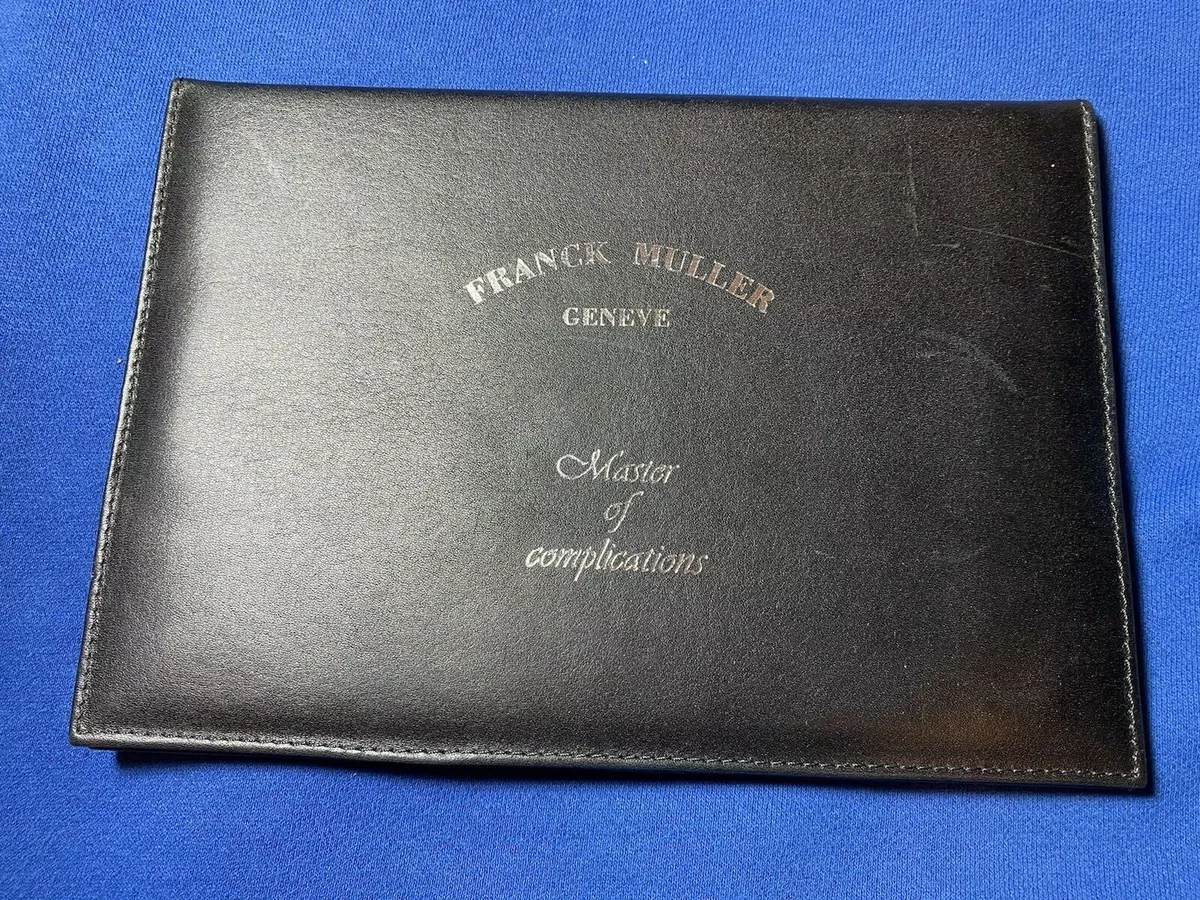 FRANCK MULLER
GENEVE
Master
of
complications